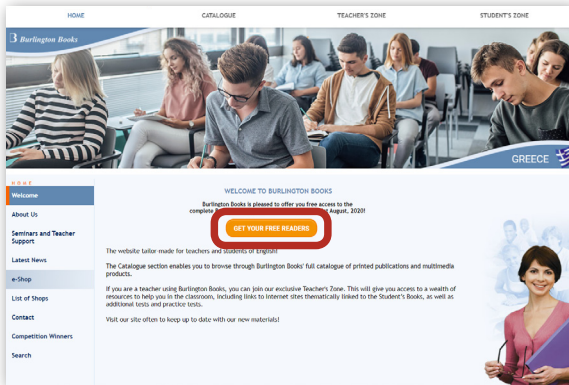 HOME CATALOGUE TEACHER'S ZONE STUDENT'S ZONE
B Burlington Books
GREECE
HOME
Welcome
About Us
Seminars and Teacher
Support
Latest News
e-Shop
List of Shops
Contact
Competition Winners
Search
WELCOME TO BURLINGTON BOOKS
Burlington Books is pleased to offer you free access to the
complete August, 2020!
GET YOUR FREE READERS
The website tailor-made for teachers and students of English!
The Catalogue section enables you to browse through Burlington Books' full catalogue of printed publications and multimedia
products.
If you are a teacher using Burlington Books, you can join our exclusive Teacher's Zone. This will give you access to a wealth of
resources to help you in the classroom, including links to internet sites thematically linked to the Student's Books, as well as
additional tests and practice tests.
Visit our site often to keep up to date with our new materials!